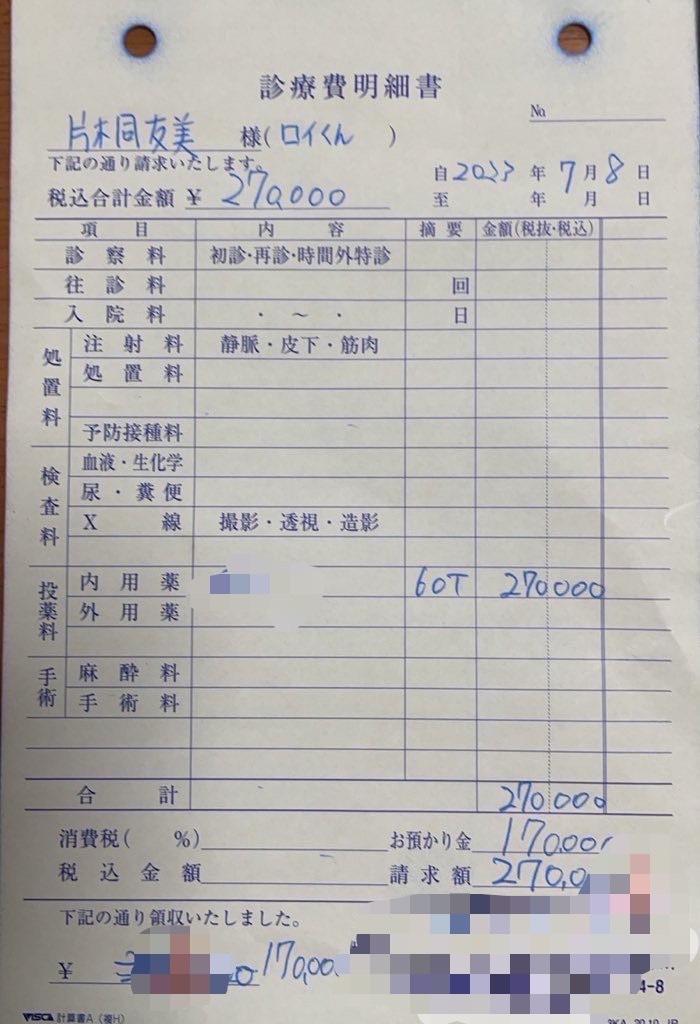 診療費明細書
No.
片桐友美 様(ロイくん )
下記の通り請求いたします。
自2023年7月8日
税込合計金額 ¥ 270,000
至 年 月 日
項目 内容 摘要 金額(税抜・税込)
診察料 初診・再診・時間外特診
往診料 回
入院料 ・ ~ ・ 日
処置料
注射料 静脈・皮下・筋肉
処置料
予防接種料
検査料
血液・生化学
尿・糞便
X線 撮影・透視・造影
投薬料
内用薬 60T 270000
外用薬
手術
麻酔料
手術料
合計 270000
消費税( %) お預かり金 170,00
税込金額 請求額 270,0
下記の通り領収いたしました。
¥ 170,00
4-8
VISCA 計算書A(複H)